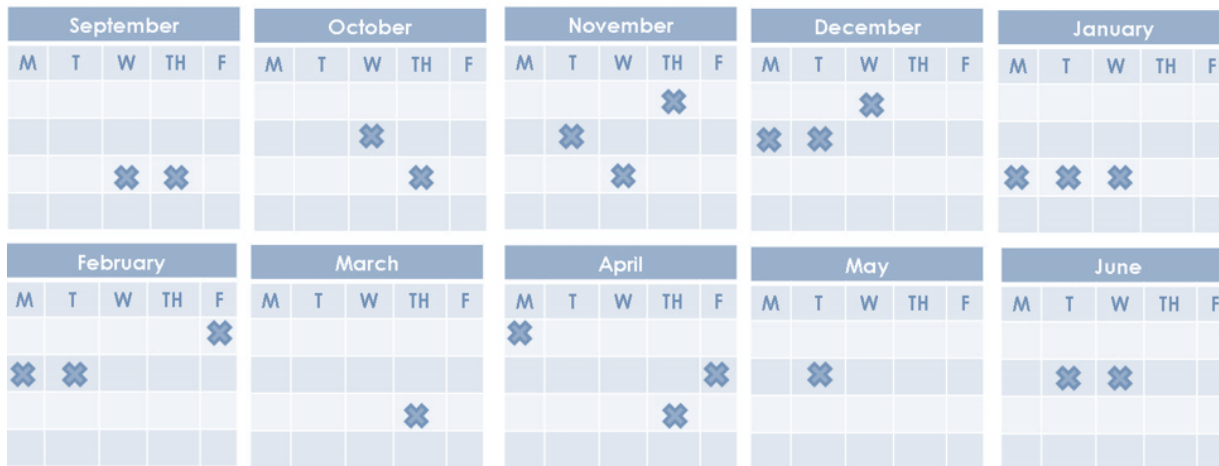 September October November December January
M T W TH F M T W TH F M T W TH F M T W TH F M T W TH F
February March April May June
M T W TH F M T W TH F M T W TH F M T W TH F M T W TH F